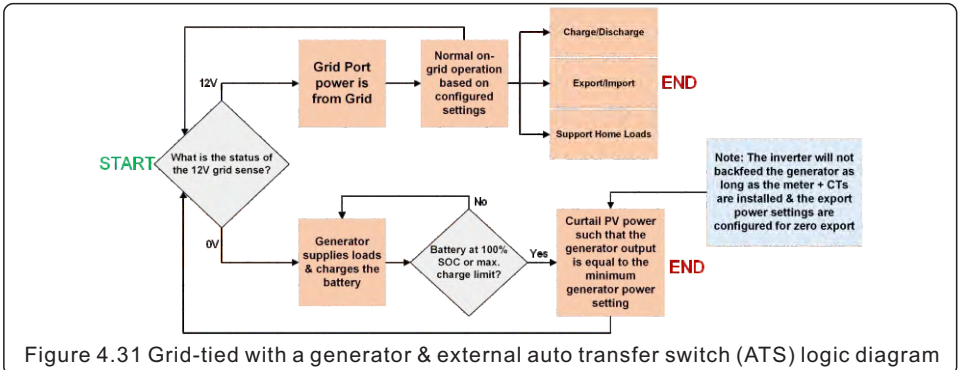 Charge/Discharge
12V
Grid Port
power is
from Grid
Normal on-
grid operation
based on
configured
settings
Export/Import
END
Support Home Loads
START
What is the status of
the 12V grid sense?
Note: The inverter will not
backfeed the generator as
long as the meter + CTs
are installed & the export
power settings are
configured for zero export
0V
Generator
supplies loads
& charges the
battery
No
Battery at 100%
SOC or max.
charge limit?
Yes
Curtail PV power
such that the
generator output
is equal to the
minimum
generator power
setting
END
Figure 4.31 Grid-tied with a generator & external auto transfer switch (ATS) logic diagram